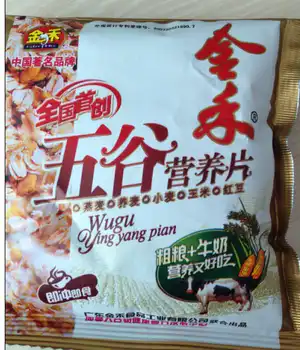 金禾
中国著名品牌
金禾
全国首创
五谷营养片
燕麦 荞麦 小麦 玉米 红豆
Wugu
Ying yang pian
粗粮+牛奶
营养又好吃
即冲即食